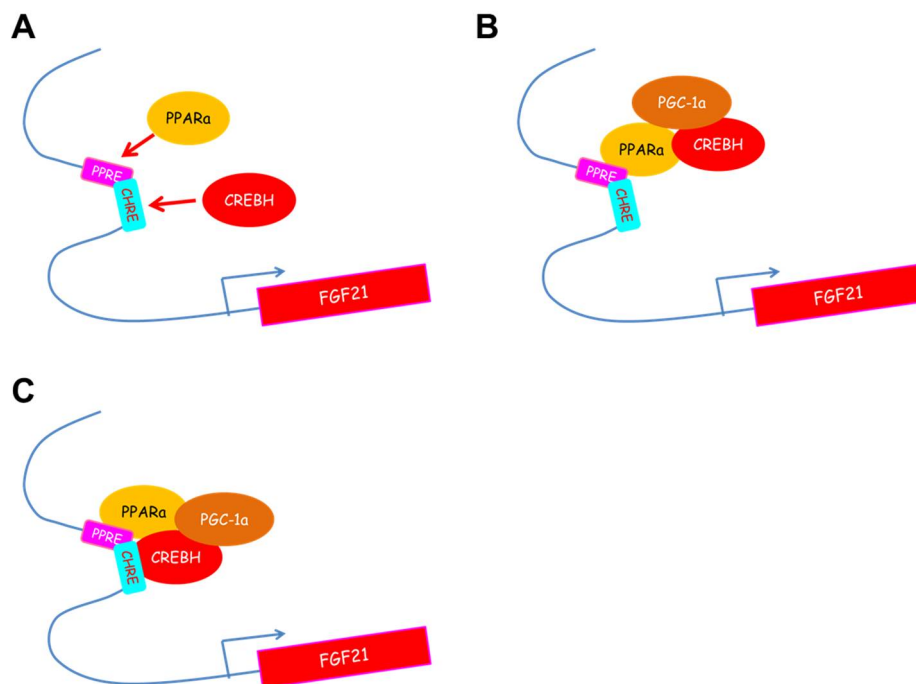 A
PPARa
PPRE
CHRE
CREBH
FGF21
B
PGC-1a
PPARa
CREBH
PPRE
CHRE
FGF21
C
PPARa
PGC-1a
PPRE
CREBH
CHRE
FGF21